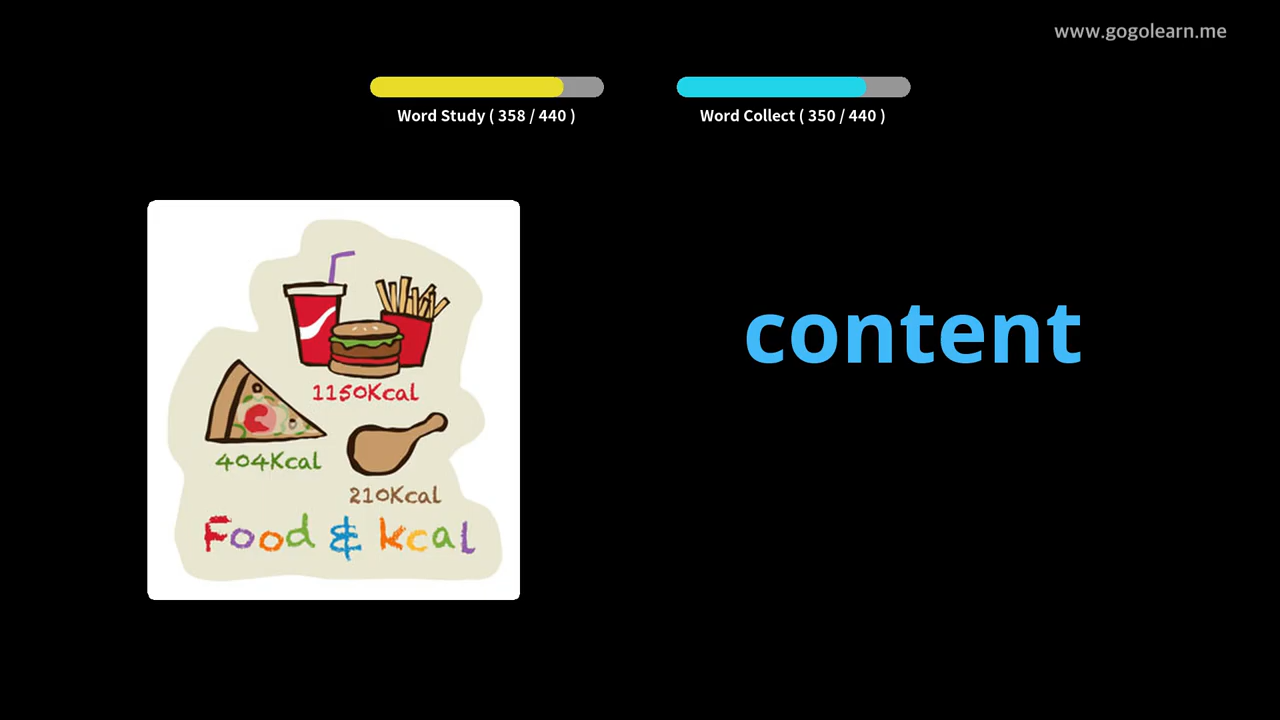 www.gogolearn.me
Word Study ( 358 / 440 )
Word Collect ( 350 / 440 )
content
1150Kcal
404Kcal
210Kcal
Food & kcal